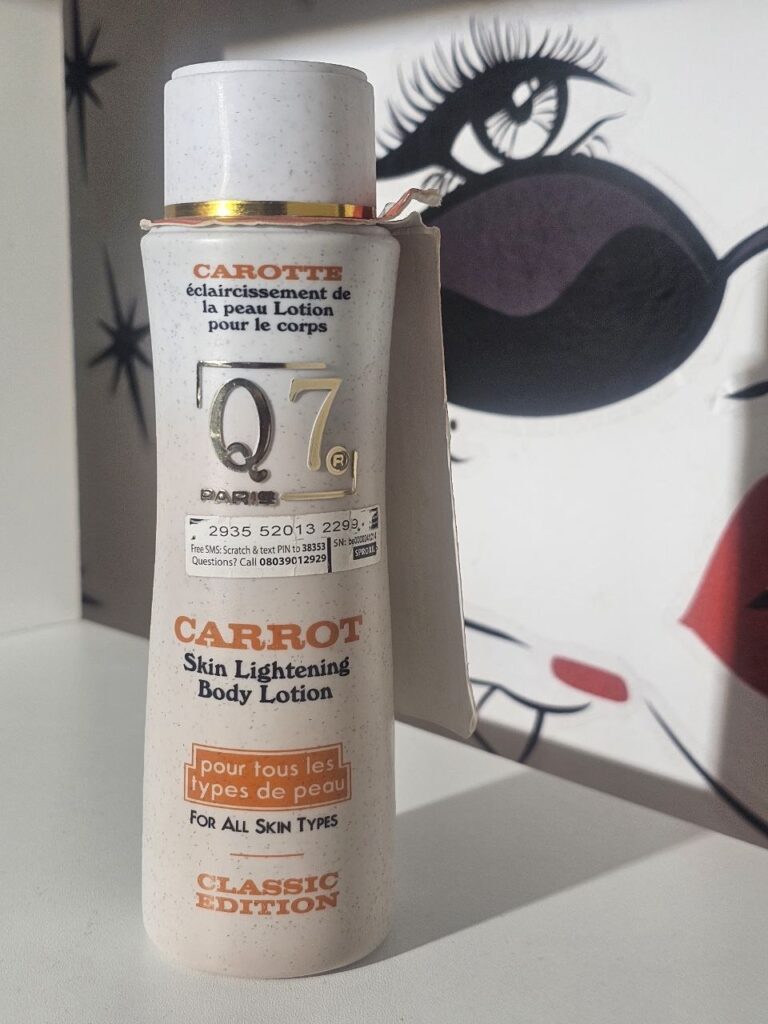 CAROTTE
éclaircissement de
la peau Lotion
pour le corps
Q7®
PARIS
2935 52013 2299
Free SMS: Scratch & text PIN to 38353
Questions? Call 08039012929
SN:
SPROXIL
CARROT
Skin Lightening
Body Lotion
pour tous les
types de peau
FOR ALL SKIN TYPES
CLASSIC
EDITION